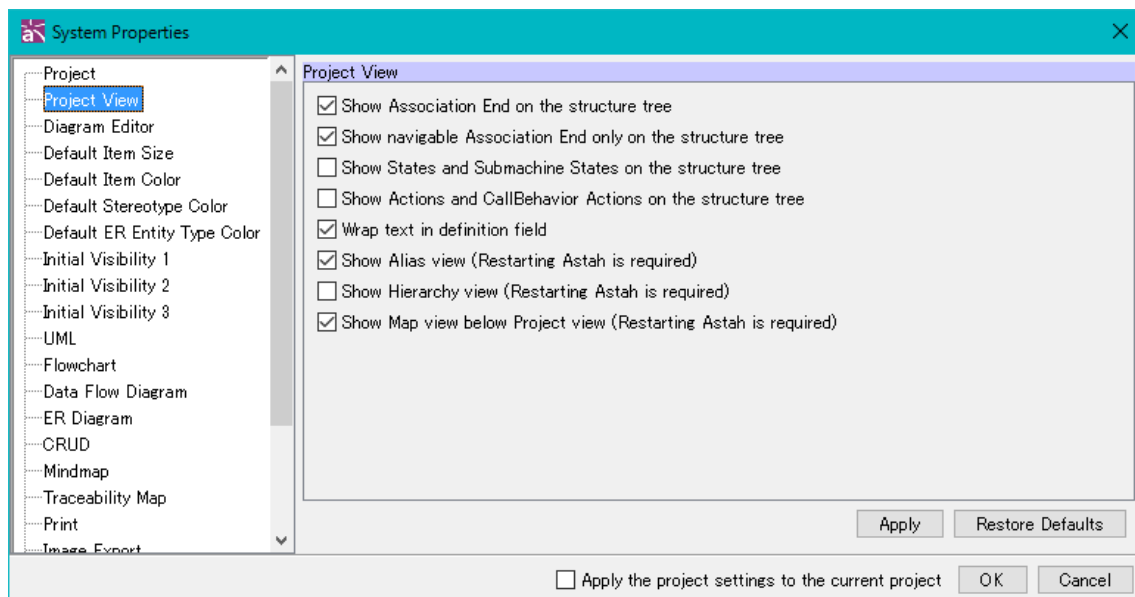 System Properties
Project
Project View
Diagram Editor
Default Item Size
Default Item Color
Default Stereotype Color
Default ER Entity Type Color
Initial Visibility 1
Initial Visibility 2
Initial Visibility 3
UML
Flowchart
Data Flow Diagram
ER Diagram
CRUD
Mindmap
Traceability Map
Print
Image Export
Project View
Show Association End on the structure tree
Show navigable Association End only on the structure tree
Show States and Submachine States on the structure tree
Show Actions and CallBehavior Actions on the structure tree
Wrap text in definition field
Show Alias view (Restarting Astah is required)
Show Hierarchy view (Restarting Astah is required)
Show Map view below Project view (Restarting Astah is required)
Apply Restore Defaults
Apply the project settings to the current project OK Cancel